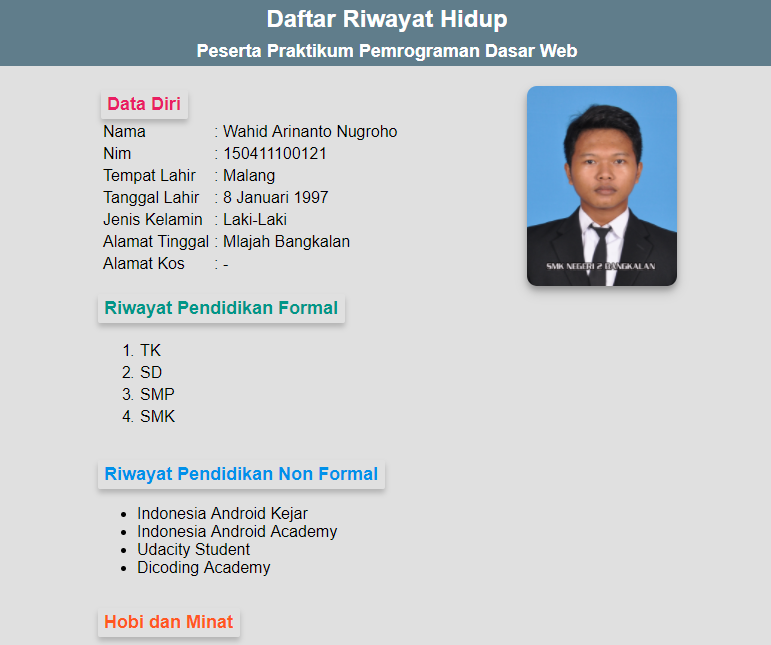 Daftar Riwayat Hidup
Peserta Praktikum Pemrograman Dasar Web
Data Diri
Nama : Wahid Arinanto Nugroho
Nim : 150411100121
Tempat Lahir : Malang
Tanggal Lahir : 8 Januari 1997
Jenis Kelamin : Laki-Laki
Alamat Tinggal : Mlajah Bangkalan
Alamat Kos : -
SMK NEGERI 2 BANGKALAN
Riwayat Pendidikan Formal
1. TK
2. SD
3. SMP
4. SMK
Riwayat Pendidikan Non Formal
• Indonesia Android Kejar
• Indonesia Android Academy
• Udacity Student
• Dicoding Academy
Hobi dan Minat